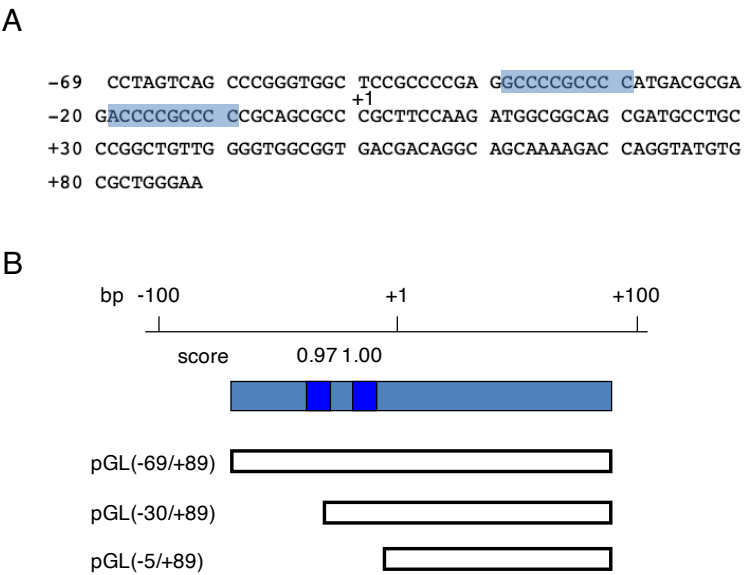 A
-69 CCTAGTCAG CCCGGGTGGC TCCGCCCCGA GGCCCCGCCC CATGACGCGA
+1
-20 GACCCCGCCC CCGCAGCGCC CGCTTCCAAG ATGGCGGCAG CGATGCCTGC
+30 CCGGCTGTTG GGGTGGCGGT GACGACAGGC AGCAAAAGAC CAGGTATGTG
+80 CGCTGGGAA
B
bp -100 +1 +100
score 0.97 1.00
pGL(-69/+89)
pGL(-30/+89)
pGL(-5/+89)